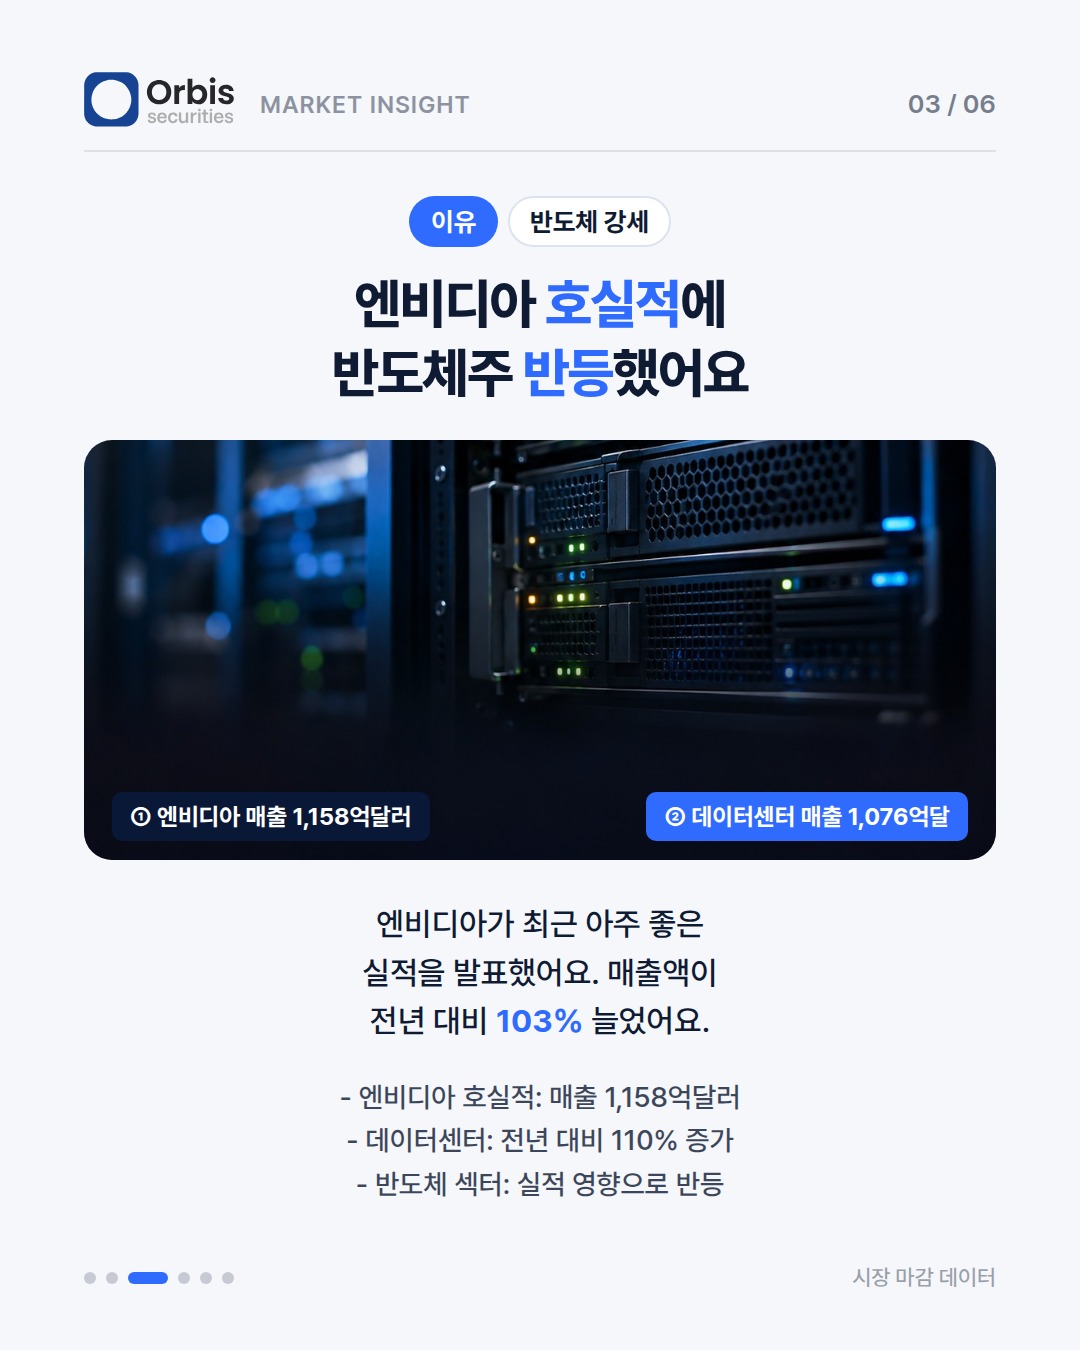 Orbis
securities
MARKET INSIGHT
03 / 06
이유
반도체 강세
엔비디아 호실적에
반도체주 반등했어요
① 엔비디아 매출 1,158억달러
② 데이터센터 매출 1,076억달
엔비디아가 최근 아주 좋은
실적을 발표했어요. 매출액이
전년 대비 103% 늘었어요.
- 엔비디아 호실적: 매출 1,158억달러
- 데이터센터: 전년 대비 110% 증가
- 반도체 섹터: 실적 영향으로 반등
시장 마감 데이터